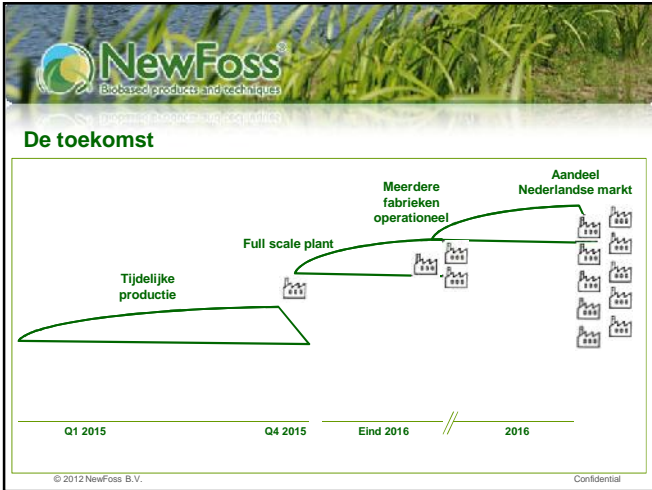 NewFoss®
Biobased products and techniques
De toekomst
Tijdelijke
productie
Full scale plant
Meerdere
fabrieken
operationeel
Aandeel
Nederlandse markt
Q1 2015
Q4 2015
Eind 2016
2016
© 2012 NewFoss B.V.
Confidential